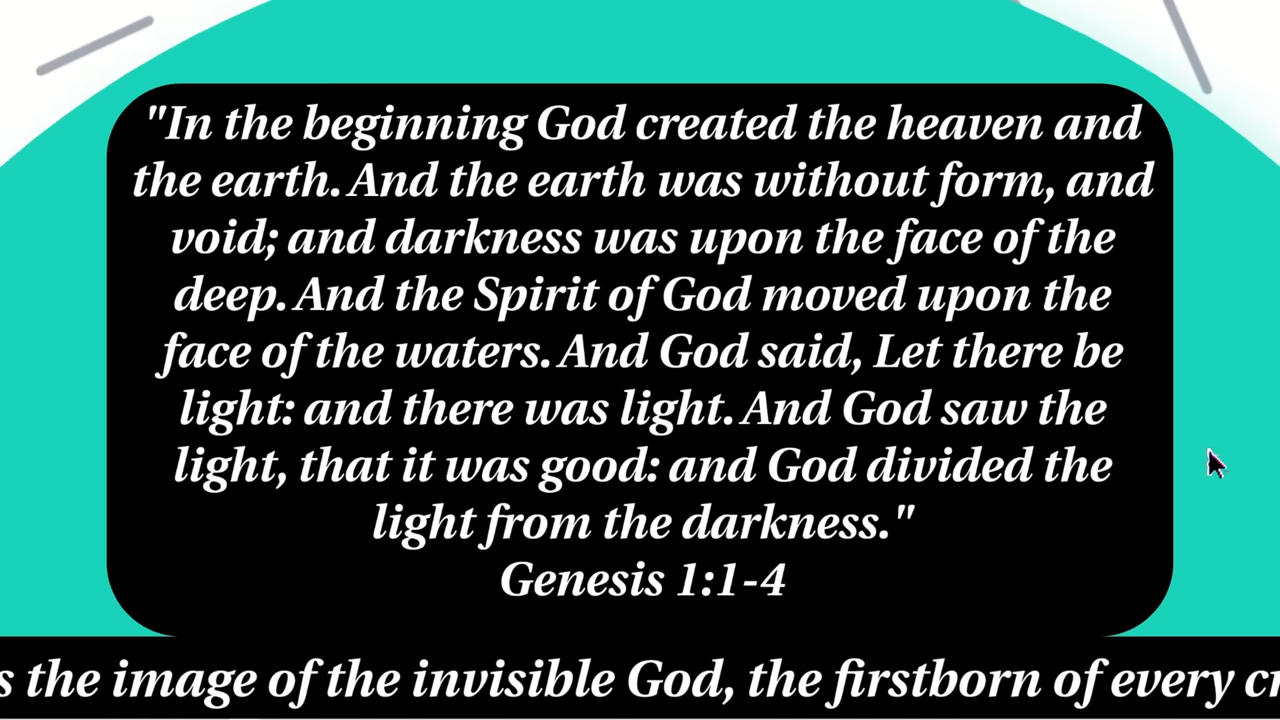 "In the beginning God created the heaven and
the earth. And the earth was without form, and
void; and darkness was upon the face of the
deep. And the Spirit of God moved upon the
face of the waters. And God said, Let there be
light: and there was light. And God saw the
light, that it was good: and God divided the
light from the darkness."
Genesis 1:1-4
the image of the invisible God, the firstborn of every